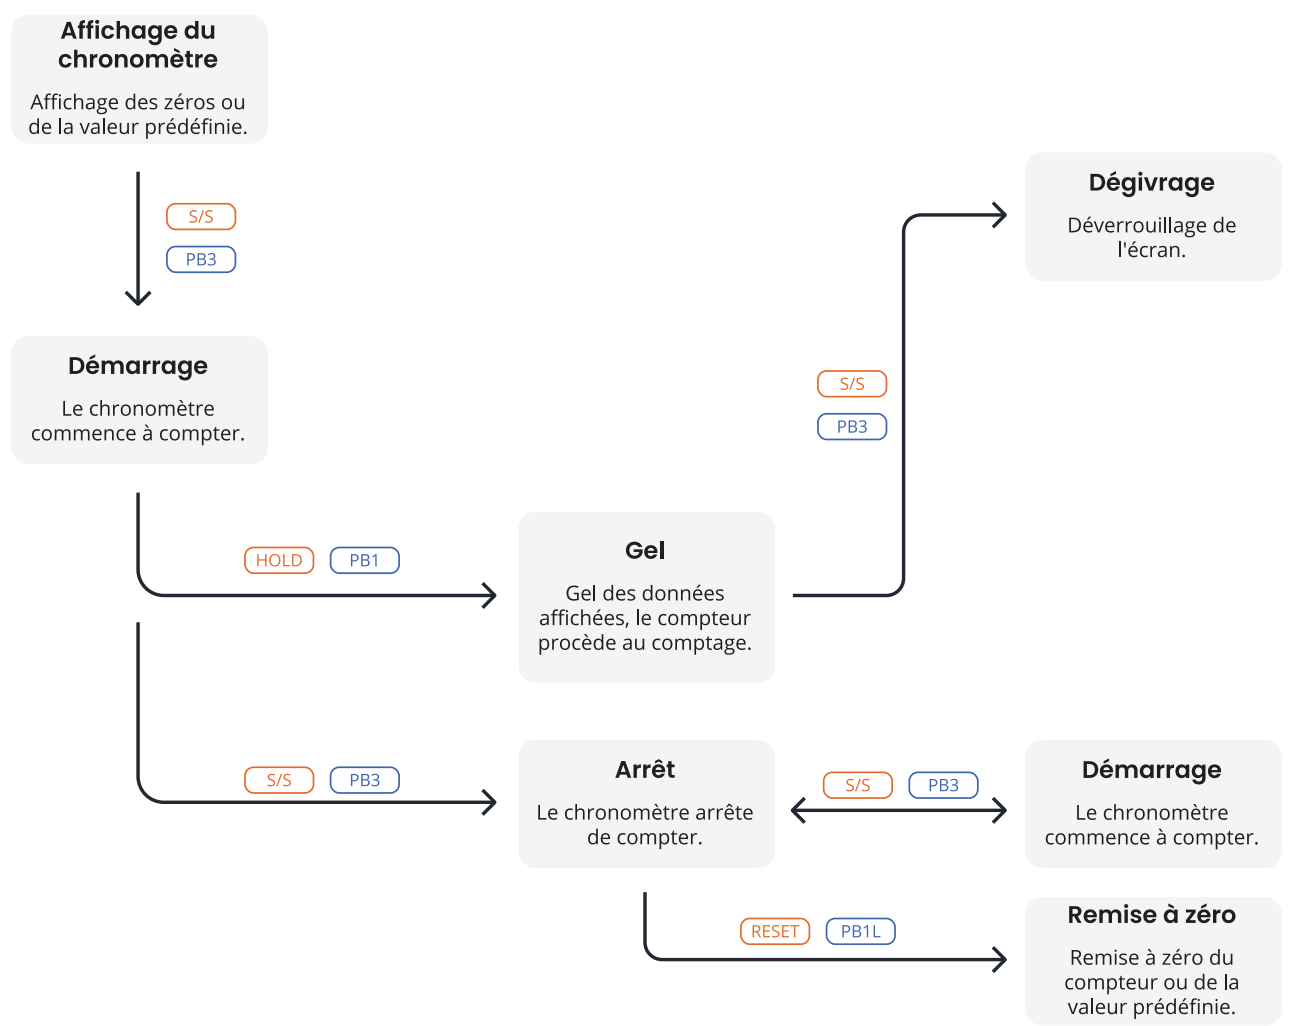 Affichage du
chronomètre
Affichage des zéros ou
de la valeur prédéfinie.
S/S
PB3
Démarrage
Le chronomètre
commence à compter.
HOLD PB1
Gel
Gel des données
affichées, le compteur
procède au comptage.
S/S
PB3
Dégivrage
Déverrouillage de
l'écran.
S/S PB3
Arrêt
Le chronomètre arrête
de compter.
S/S PB3
Démarrage
Le chronomètre
commence à compter.
RESET PB1L
Remise à zéro
Remise à zéro du
compteur ou de la
valeur prédéfinie.